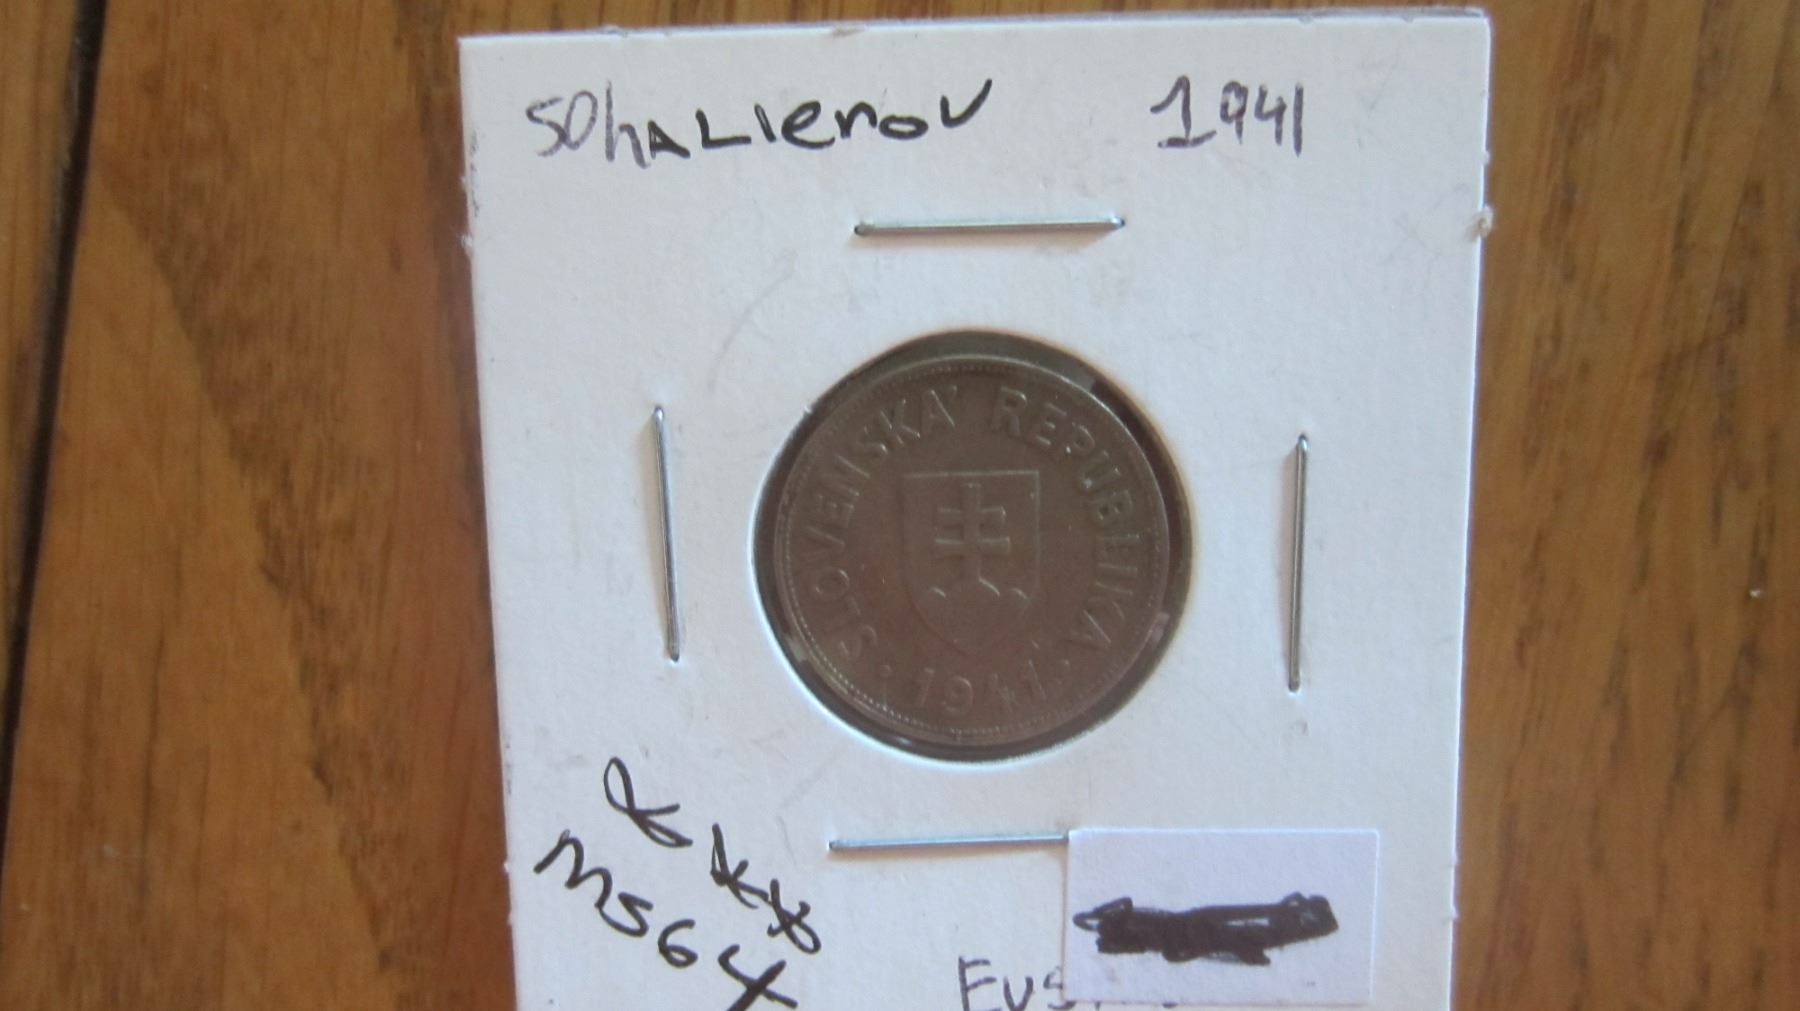 50halierov 1941
SLOVENSKÁ REPUBLIKA
1941
MS64